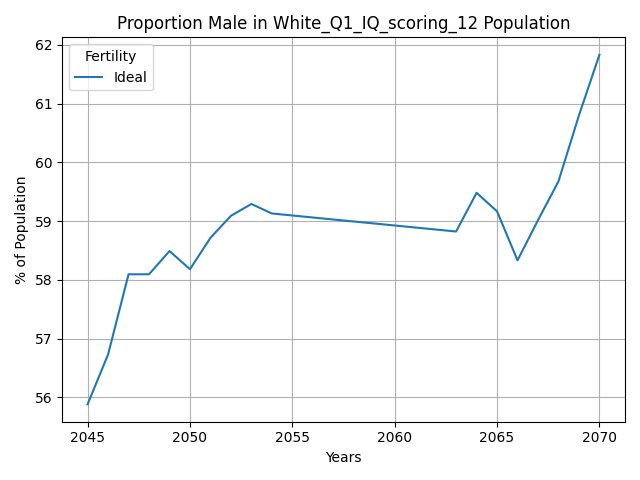 Proportion Male in White_Q1_IQ_scoring_12 Population
Fertility
Ideal
% of Population
62
61
60
59
58
57
56
2045
2050
2055
2060
2065
2070
Years